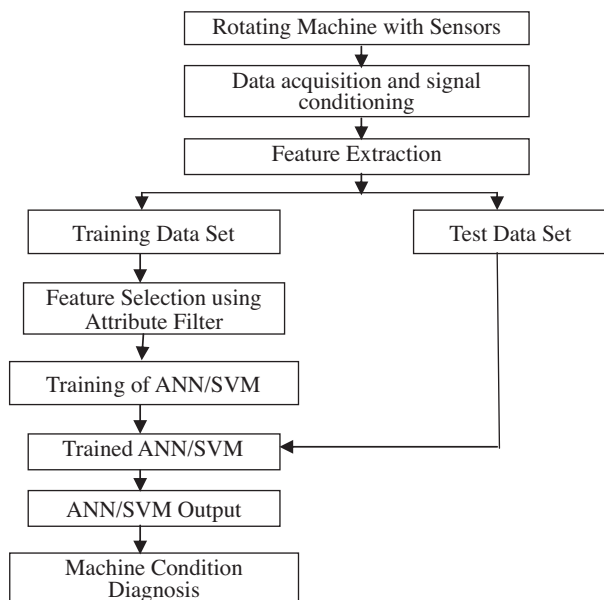 Rotating Machine with Sensors
Data acquisition and signal
conditioning
Feature Extraction
Training Data Set
Test Data Set
Feature Selection using
Attribute Filter
Training of ANN/SVM
Trained ANN/SVM
ANN/SVM Output
Machine Condition
Diagnosis